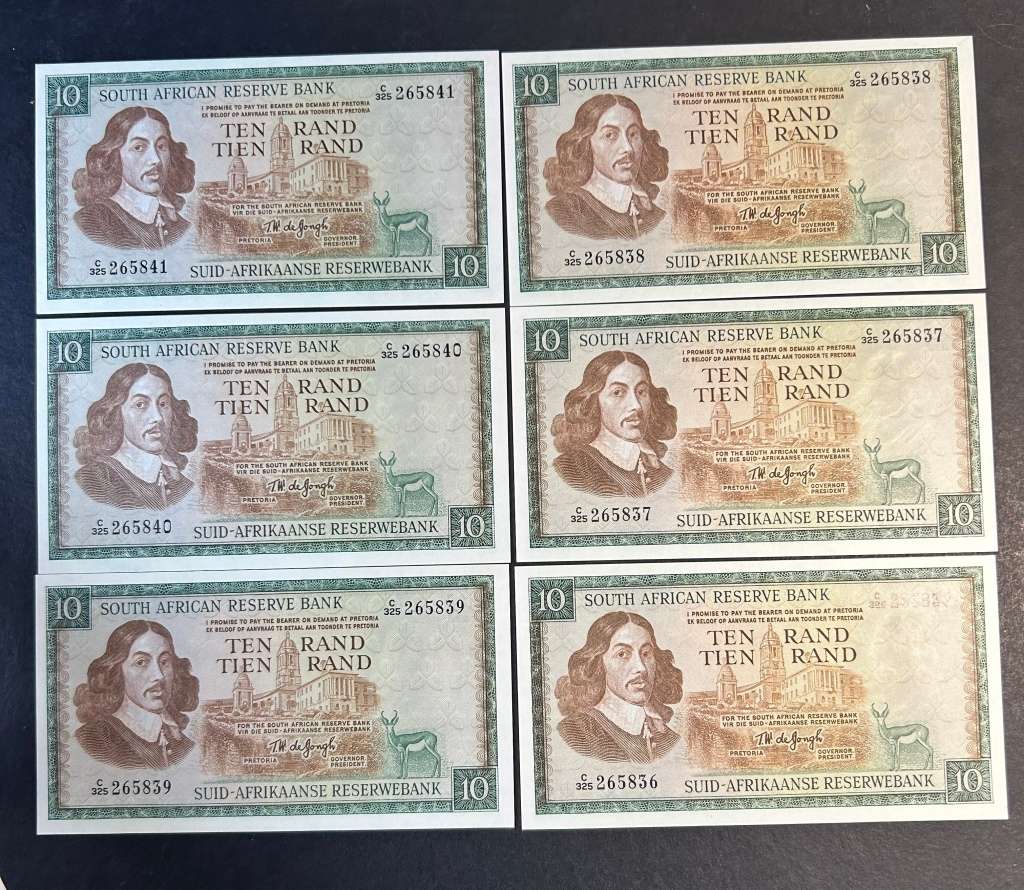 10 SOUTH AFRICAN RESERVE BANK C/325 265841
I PROMISE TO PAY THE BEARER ON DEMAND AT PRETORIA
EK BELOOF OP AANVRAAG TE BETAAL AAN TOONDER TE PRETORIA
TEN RAND
TIEN RAND
FOR THE SOUTH AFRICAN RESERVE BANK
VIR DIE SUID-AFRIKAANSE RESERWEBANK
T.W. de Jongh
PRETORIA GOVERNOR.
PRESIDENT.
C/325 265841 SUID-AFRIKAANSE RESERWEBANK 10
10 SOUTH AFRICAN RESERVE BANK C/325 265838
I PROMISE TO PAY THE BEARER ON DEMAND AT PRETORIA
EK BELOOF OP AANVRAAG TE BETAAL AAN TOONDER TE PRETORIA
TEN RAND
TIEN RAND
FOR THE SOUTH AFRICAN RESERVE BANK
VIR DIE SUID-AFRIKAANSE RESERWEBANK
T.W. de Jongh
PRETORIA GOVERNOR.
PRESIDENT.
C/325 265838 SUID-AFRIKAANSE RESERWEBANK 10
10 SOUTH AFRICAN RESERVE BANK C/325 265840
I PROMISE TO PAY THE BEARER ON DEMAND AT PRETORIA
EK BELOOF OP AANVRAAG TE BETAAL AAN TOONDER TE PRETORIA
TEN RAND
TIEN RAND
FOR THE SOUTH AFRICAN RESERVE BANK
VIR DIE SUID-AFRIKAANSE RESERWEBANK
T.W. de Jongh
PRETORIA GOVERNOR.
PRESIDENT.
C/325 265840 SUID-AFRIKAANSE RESERWEBANK 10
10 SOUTH AFRICAN RESERVE BANK C/325 265837
I PROMISE TO PAY THE BEARER ON DEMAND AT PRETORIA
EK BELOOF OP AANVRAAG TE BETAAL AAN TOONDER TE PRETORIA
TEN RAND
TIEN RAND
FOR THE SOUTH AFRICAN RESERVE BANK
VIR DIE SUID-AFRIKAANSE RESERWEBANK
T.W. de Jongh
PRETORIA GOVERNOR.
PRESIDENT.
C/325 265837 SUID-AFRIKAANSE RESERWEBANK 10
10 SOUTH AFRICAN RESERVE BANK C/325 265839
I PROMISE TO PAY THE BEARER ON DEMAND AT PRETORIA
EK BELOOF OP AANVRAAG TE BETAAL AAN TOONDER TE PRETORIA
TEN RAND
TIEN RAND
FOR THE SOUTH AFRICAN RESERVE BANK
VIR DIE SUID-AFRIKAANSE RESERWEBANK
T.W. de Jongh
PRETORIA GOVERNOR.
PRESIDENT.
C/325 265839 SUID-AFRIKAANSE RESERWEBANK 10
10 SOUTH AFRICAN RESERVE BANK
I PROMISE TO PAY THE BEARER ON DEMAND AT PRETORIA
EK BELOOF OP AANVRAAG TE BETAAL AAN TOONDER TE PRETORIA
TEN RAND
TIEN RAND
FOR THE SOUTH AFRICAN RESERVE BANK
VIR DIE SUID-AFRIKAANSE RESERWEBANK
T.W. de Jongh
PRETORIA GOVERNOR.
PRESIDENT.
C/325 265836 SUID-AFRIKAANSE RESERWEBANK 10